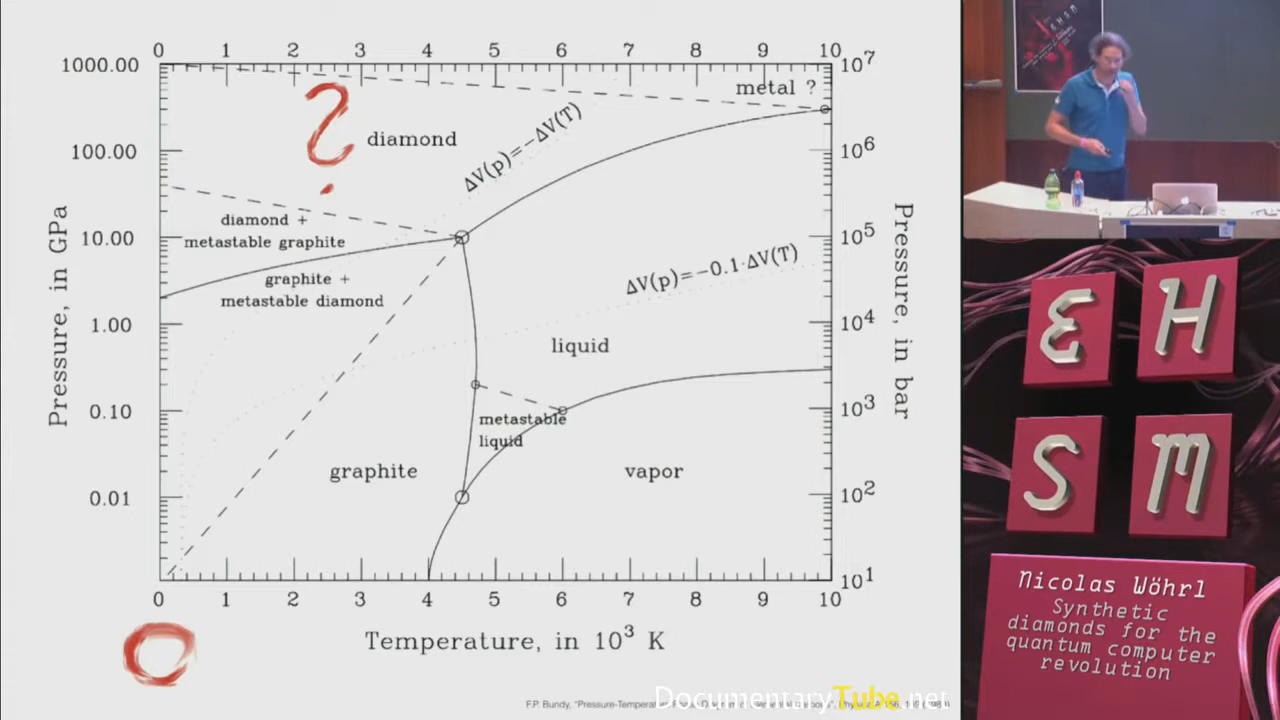 0 1 2 3 4 5 6 7 8 9 10
1000.00
100.00
10.00
1.00
0.10
0.01
Pressure, in GPa
10⁷
10⁶
10⁵
10⁴
10³
10²
10¹
Pressure, in bar
metal ?
?
diamond
ΔV(p)=-ΔV(T)
diamond +
metastable graphite
graphite +
metastable diamond
ΔV(p)=-0.1·ΔV(T)
liquid
metastable
liquid
graphite
vapor
0 1 2 3 4 5 6 7 8 9 10
Temperature, in 10³ K
F.P. Bundy, "Pressure-Temperat
DocumentaryTube.net
E H
S M
Nicolas Wöhrl
Synthetic
diamonds for the
quantum computer
revolution